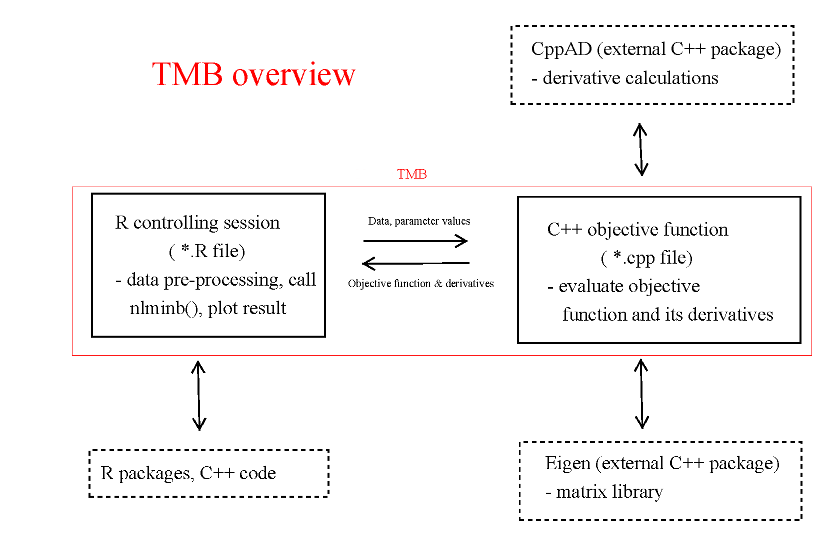 TMB overview
CppAD (external C++ package)
- derivative calculations
TMB
R controlling session
( *.R file)
- data pre-processing, call
nlminb(), plot result
Data, parameter values
Objective function & derivatives
C++ objective function
( *.cpp file)
- evaluate objective
function and its derivatives
R packages, C++ code
Eigen (external C++ package)
- matrix library